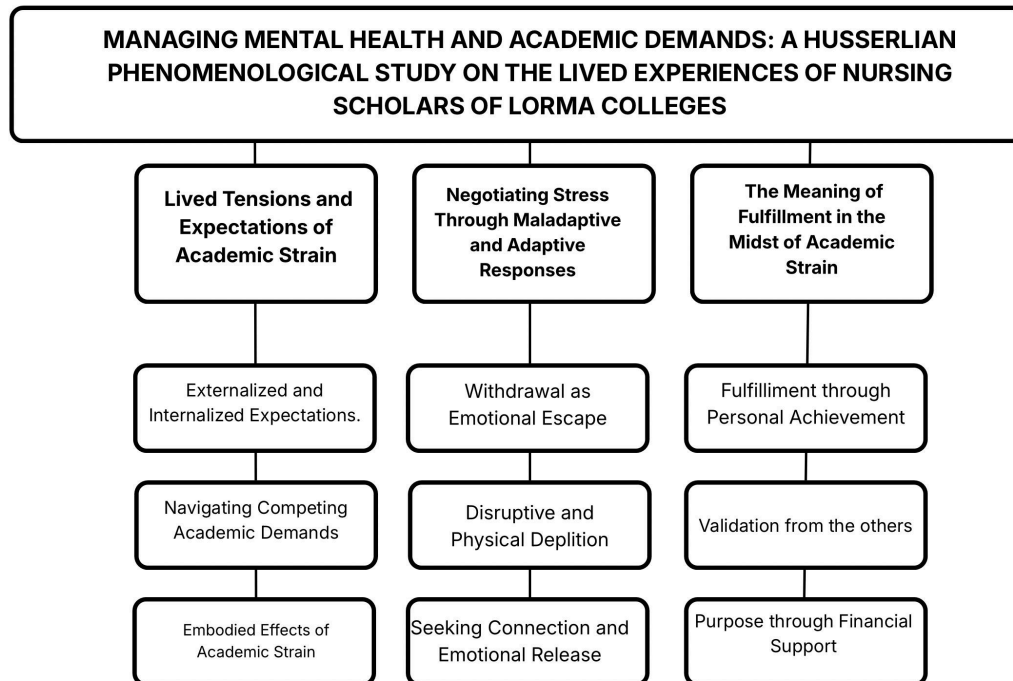 MANAGING MENTAL HEALTH AND ACADEMIC DEMANDS: A HUSSERLIAN
PHENOMENOLOGICAL STUDY ON THE LIVED EXPERIENCES OF NURSING
SCHOLARS OF LORMA COLLEGES
Lived Tensions and
Expectations of
Academic Strain
Externalized and
Internalized Expectations.
Navigating Competing
Academic Demands
Embodied Effects of
Academic Strain
Negotiating Stress
Through Maladaptive
and Adaptive
Responses
Withdrawal as
Emotional Escape
Disruptive and
Physical Deplition
Seeking Connection and
Emotional Release
The Meaning of
Fulfillment in the
Midst of Academic
Strain
Fulfilliment through
Personal Achievement
Validation from the others
Purpose through Financial
Support